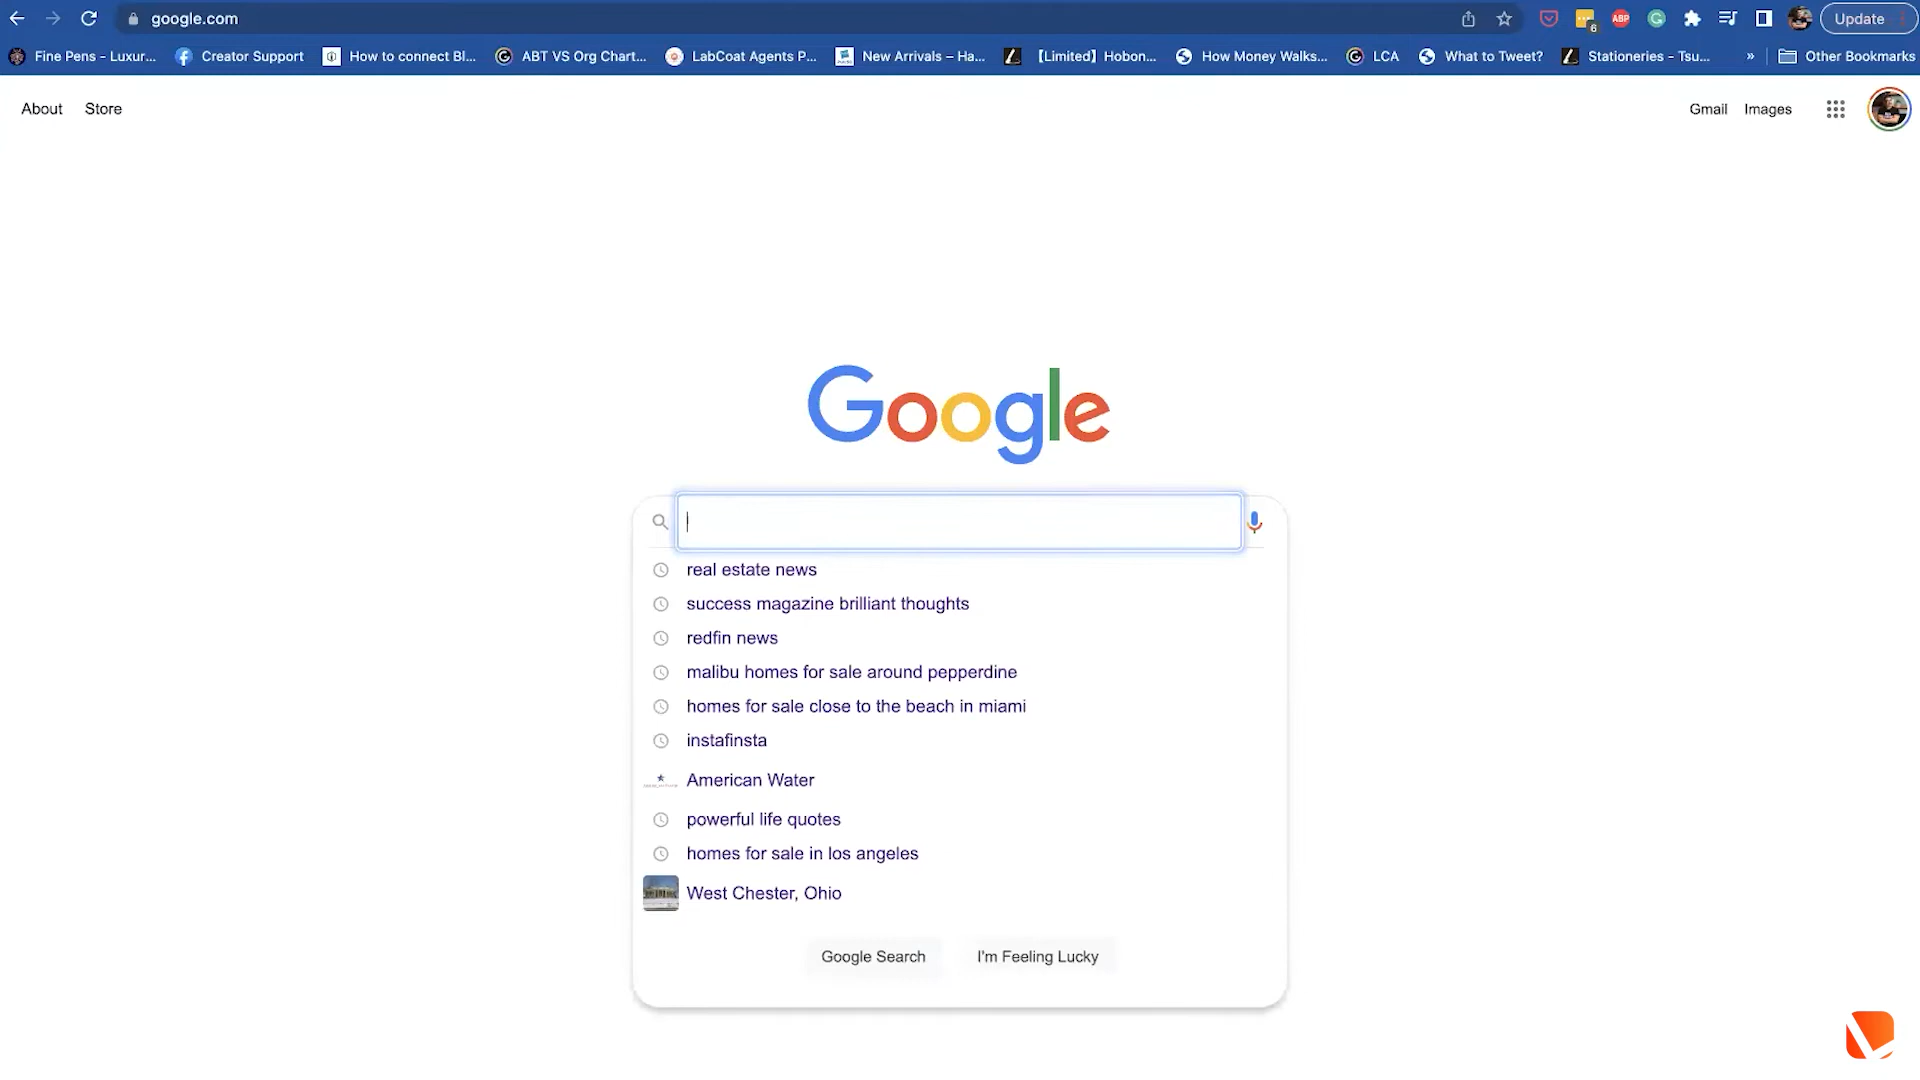 google.com
6
ABP
Update
Fine Pens - Luxur...
Creator Support
How to connect Bl...
ABT VS Org Chart...
LabCoat Agents P...
New Arrivals – Ha...
【Limited】Hobon...
How Money Walks...
LCA
What to Tweet?
Stationeries - Tsu...
»
Other Bookmarks
About
Store
Gmail
Images
Google
real estate news
success magazine brilliant thoughts
redfin news
malibu homes for sale around pepperdine
homes for sale close to the beach in miami
instafinsta
American Water
powerful life quotes
homes for sale in los angeles
West Chester, Ohio
Google Search
I'm Feeling Lucky